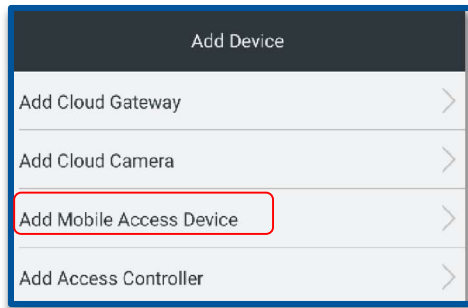 Add Device
Add Cloud Gateway
Add Cloud Camera
Add Mobile Access Device
Add Access Controller